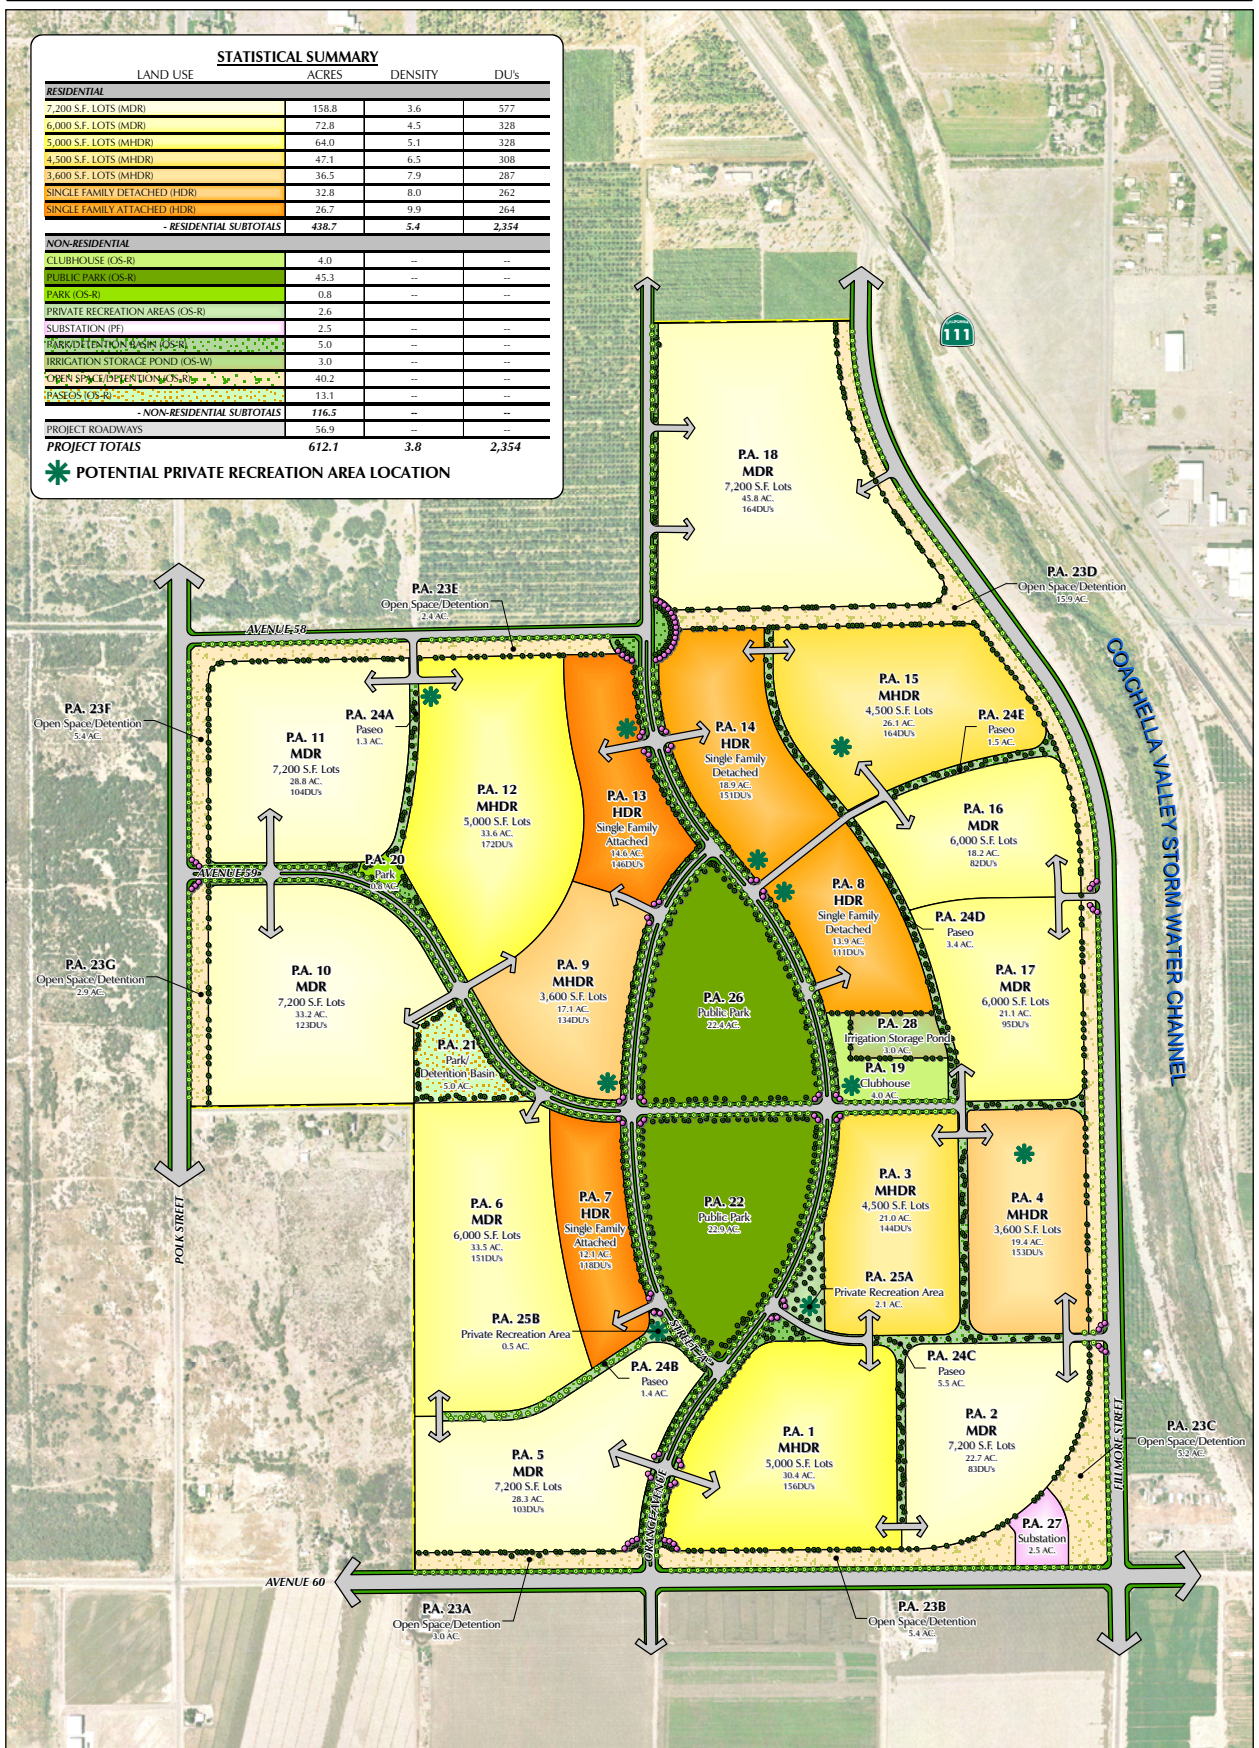 STATISTICAL SUMMARY
LAND USE ACRES DENSITY DU's
RESIDENTIAL
7,200 S.F. LOTS (MDR) 158.8 3.6 577
6,000 S.F. LOTS (MDR) 72.8 4.5 328
5,000 S.F. LOTS (MHDR) 64.0 5.1 328
4,500 S.F. LOTS (MHDR) 47.1 6.5 308
3,600 S.F. LOTS (MHDR) 36.5 7.9 287
SINGLE FAMILY DETACHED (HDR) 32.8 8.0 262
SINGLE FAMILY ATTACHED (HDR) 26.7 9.9 264
- RESIDENTIAL SUBTOTALS 438.7 5.4 2,354
NON-RESIDENTIAL
CLUBHOUSE (OS-R) 4.0 -- --
PUBLIC PARK (OS-R) 45.3 -- --
PARK (OS-R) 0.8 -- --
PRIVATE RECREATION AREAS (OS-R) 2.6
SUBSTATION (PF) 2.5 -- --
PARK/DETENTION BASIN (OS-R) 5.0 -- --
IRRIGATION STORAGE POND (OS-W) 3.0 -- --
OPEN SPACE/DETENTION (OS-R) 40.2 -- --
PASEOS (OS-R) 13.1 -- --
- NON-RESIDENTIAL SUBTOTALS 116.5 -- --
PROJECT ROADWAYS 56.9 -- --
PROJECT TOTALS 612.1 3.8 2,354
POTENTIAL PRIVATE RECREATION AREA LOCATION
CALIFORNIA
111
P.A. 18
MDR
7,200 S.F. Lots
45.8 AC.
164DU's
P.A. 23D
Open Space/Detention
15.9 AC.
P.A. 23E
Open Space/Detention
2.4 AC.
AVENUE 58
COACHELLA VALLEY STORM WATER CHANNEL
P.A. 23F
Open Space/Detention
5.4 AC.
P.A. 11
MDR
7,200 S.F. Lots
28.8 AC.
104DU's
P.A. 24A
Paseo
1.3 AC.
P.A. 12
MHDR
5,000 S.F. Lots
33.6 AC.
172DU's
P.A. 13
HDR
Single Family
Attached
14.6 AC.
146DU's
P.A. 14
HDR
Single Family
Detached
18.9 AC.
151DU's
P.A. 15
MHDR
4,500 S.F. Lots
26.1 AC.
164DU's
P.A. 24E
Paseo
1.5 AC.
P.A. 16
MDR
6,000 S.F. Lots
18.2 AC.
82DU's
P.A. 20
Park
0.8 AC.
AVENUE 59
P.A. 8
HDR
Single Family
Detached
13.9 AC.
111DU's
P.A. 24D
Paseo
3.4 AC.
P.A. 23G
Open Space/Detention
2.9 AC.
P.A. 10
MDR
7,200 S.F. Lots
33.2 AC.
123DU's
P.A. 9
MHDR
3,600 S.F. Lots
17.1 AC.
134DU's
P.A. 26
Public Park
22.4 AC.
P.A. 17
MDR
6,000 S.F. Lots
21.1 AC.
95DU's
P.A. 28
Irrigation Storage Pond
3.0 AC.
P.A. 21
Park/
Detention Basin
5.0 AC.
P.A. 19
Clubhouse
4.0 AC.
POLK STREET
P.A. 6
MDR
6,000 S.F. Lots
33.5 AC.
151DU's
P.A. 7
HDR
Single Family
Attached
12.1 AC.
118DU's
P.A. 22
Public Park
22.9 AC.
P.A. 3
MHDR
4,500 S.F. Lots
21.0 AC.
144DU's
P.A. 4
MHDR
3,600 S.F. Lots
19.4 AC.
153DU's
P.A. 25A
Private Recreation Area
2.1 AC.
P.A. 25B
Private Recreation Area
0.5 AC.
STREET "A"
P.A. 24B
Paseo
1.4 AC.
P.A. 24C
Paseo
5.5 AC.
P.A. 5
MDR
7,200 S.F. Lots
28.3 AC.
103DU's
P.A. 1
MHDR
5,000 S.F. Lots
30.4 AC.
156DU's
P.A. 2
MDR
7,200 S.F. Lots
22.7 AC.
83DU's
P.A. 23C
Open Space/Detention
5.2 AC.
FILLMORE STREET
ORANGE AVENUE
P.A. 27
Substation
2.5 AC.
AVENUE 60
P.A. 23A
Open Space/Detention
3.0 AC.
P.A. 23B
Open Space/Detention
5.4 AC.